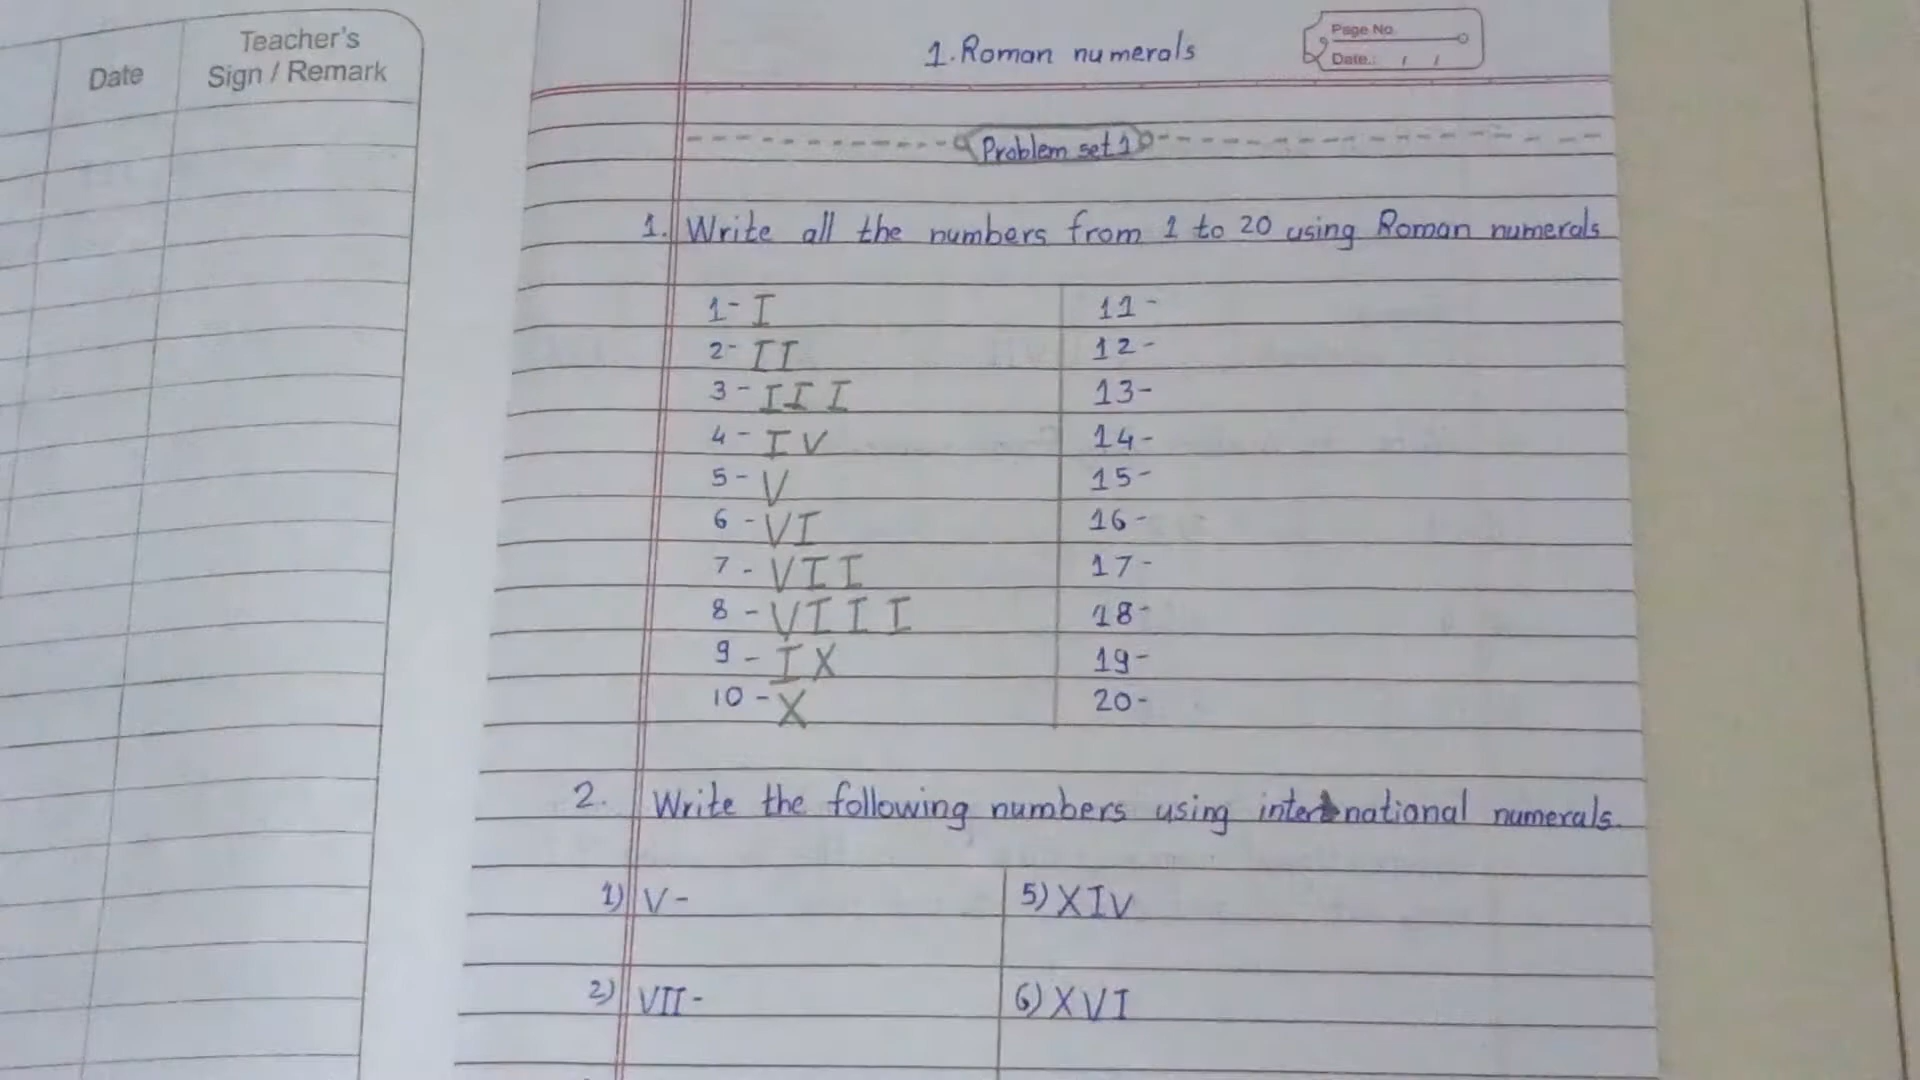 Date
Teacher's
Sign / Remark
1. Roman numerals
Page No.
Date.: / /
Problem set 1
1. Write all the numbers from 1 to 20 using Roman numerals
1- I
2- II
3- III
4- IV
5- V
6- VI
7- VII
8- VIII
9- IX
10- X
11-
12-
13-
14-
15-
16-
17-
18-
19-
20-
2. Write the following numbers using international numerals.
1) V-
5) XIV
2) VII-
6) XVI